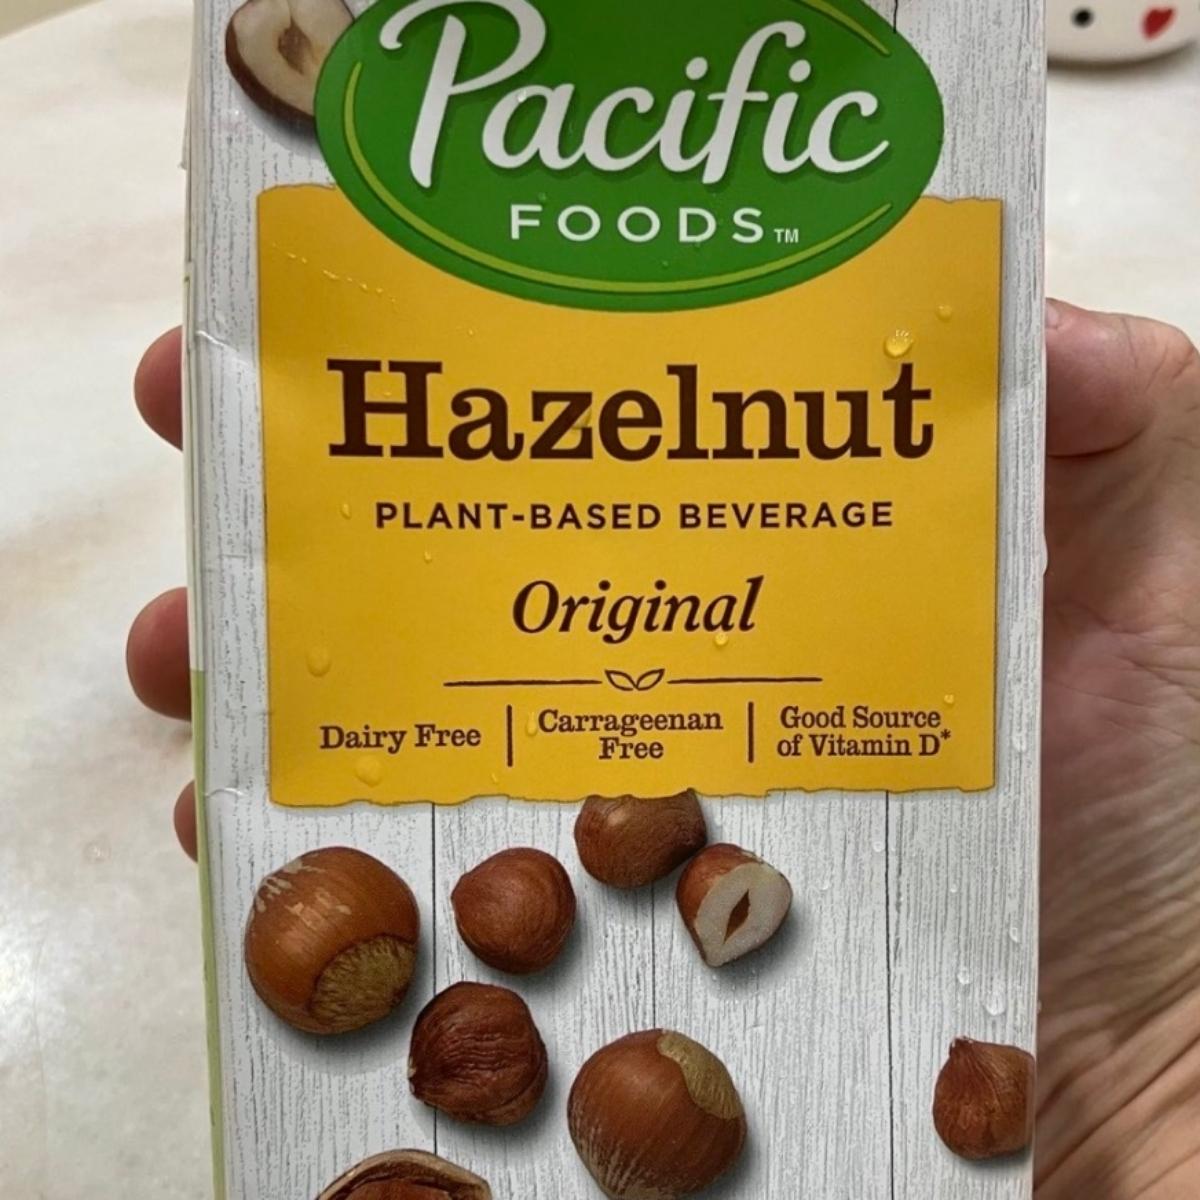 Pacific
FOODS™
Hazelnut
PLANT-BASED BEVERAGE
Original
Dairy Free
Carrageenan
Free
Good Source
of Vitamin D*